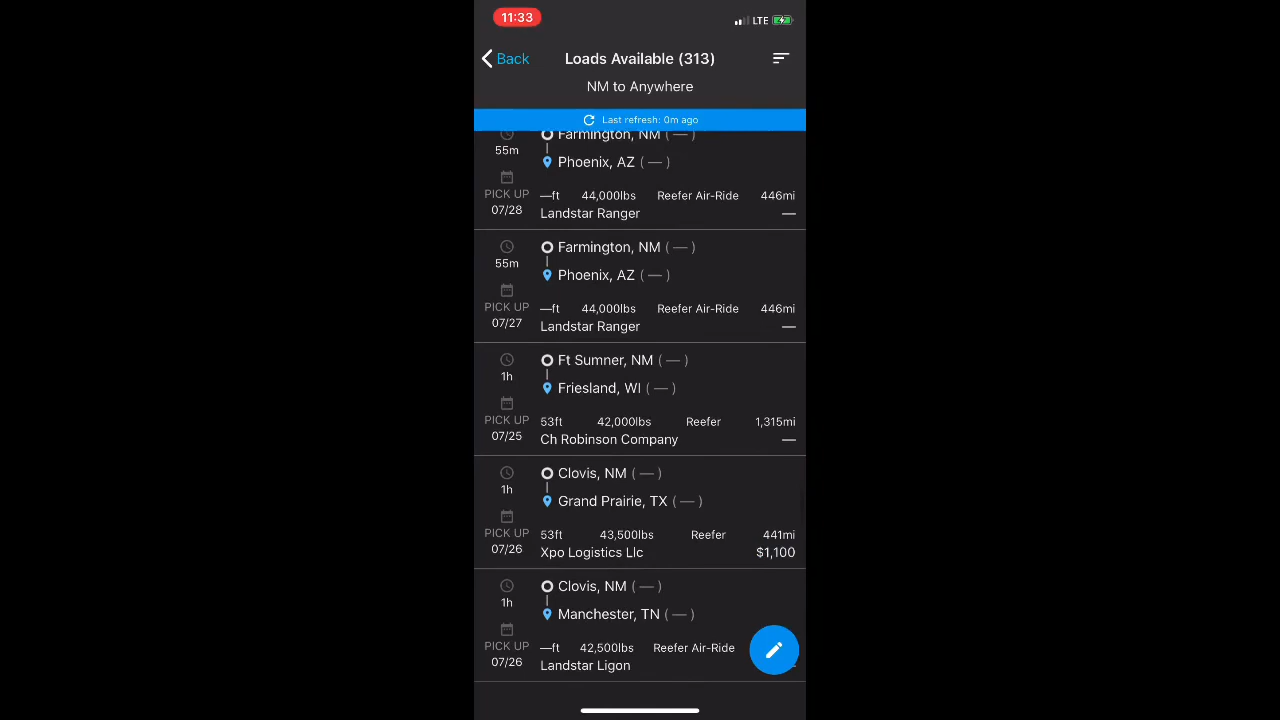 11:33
LTE
Back
Loads Available (313)
NM to Anywhere
Last refresh: 0m ago
Farmington, NM ( — )
55m
Phoenix, AZ ( — )
PICK UP
—ft 44,000lbs Reefer Air-Ride 446mi
07/28
Landstar Ranger —
Farmington, NM ( — )
55m
Phoenix, AZ ( — )
PICK UP
—ft 44,000lbs Reefer Air-Ride 446mi
07/27
Landstar Ranger —
Ft Sumner, NM ( — )
1h
Friesland, WI ( — )
PICK UP
53ft 42,000lbs Reefer 1,315mi
07/25
Ch Robinson Company —
Clovis, NM ( — )
1h
Grand Prairie, TX ( — )
PICK UP
53ft 43,500lbs Reefer 441mi
07/26
Xpo Logistics Llc $1,100
Clovis, NM ( — )
1h
Manchester, TN ( — )
PICK UP
—ft 42,500lbs Reefer Air-Ride
07/26
Landstar Ligon